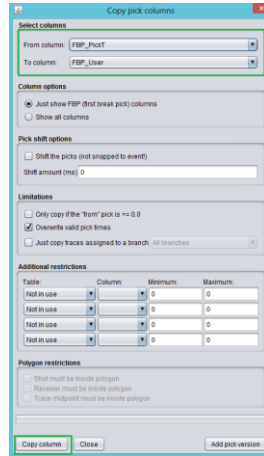 Copy pick columns
Select columns
From column: FBP_PickT
To column: FBP_User
Column options
Just show FBP (first break pick) columns
Show all columns
Pick shift options
Shift the picks (not snapped to event!)
Shift amount (ms) 0
Limitations
Only copy if the "from" pick is >= 0.0
Overwrite valid pick times
Just copy traces assigned to a branch All branches
Additional restrictions
Table: Column: Minimum: Maximum:
Not in use 0 0
Not in use 0 0
Not in use 0 0
Not in use 0 0
Polygon restrictions
Shot must be inside polygon
Receiver must be inside polygon
Trace midpoint must be inside polygon
Copy column Close Add pick version